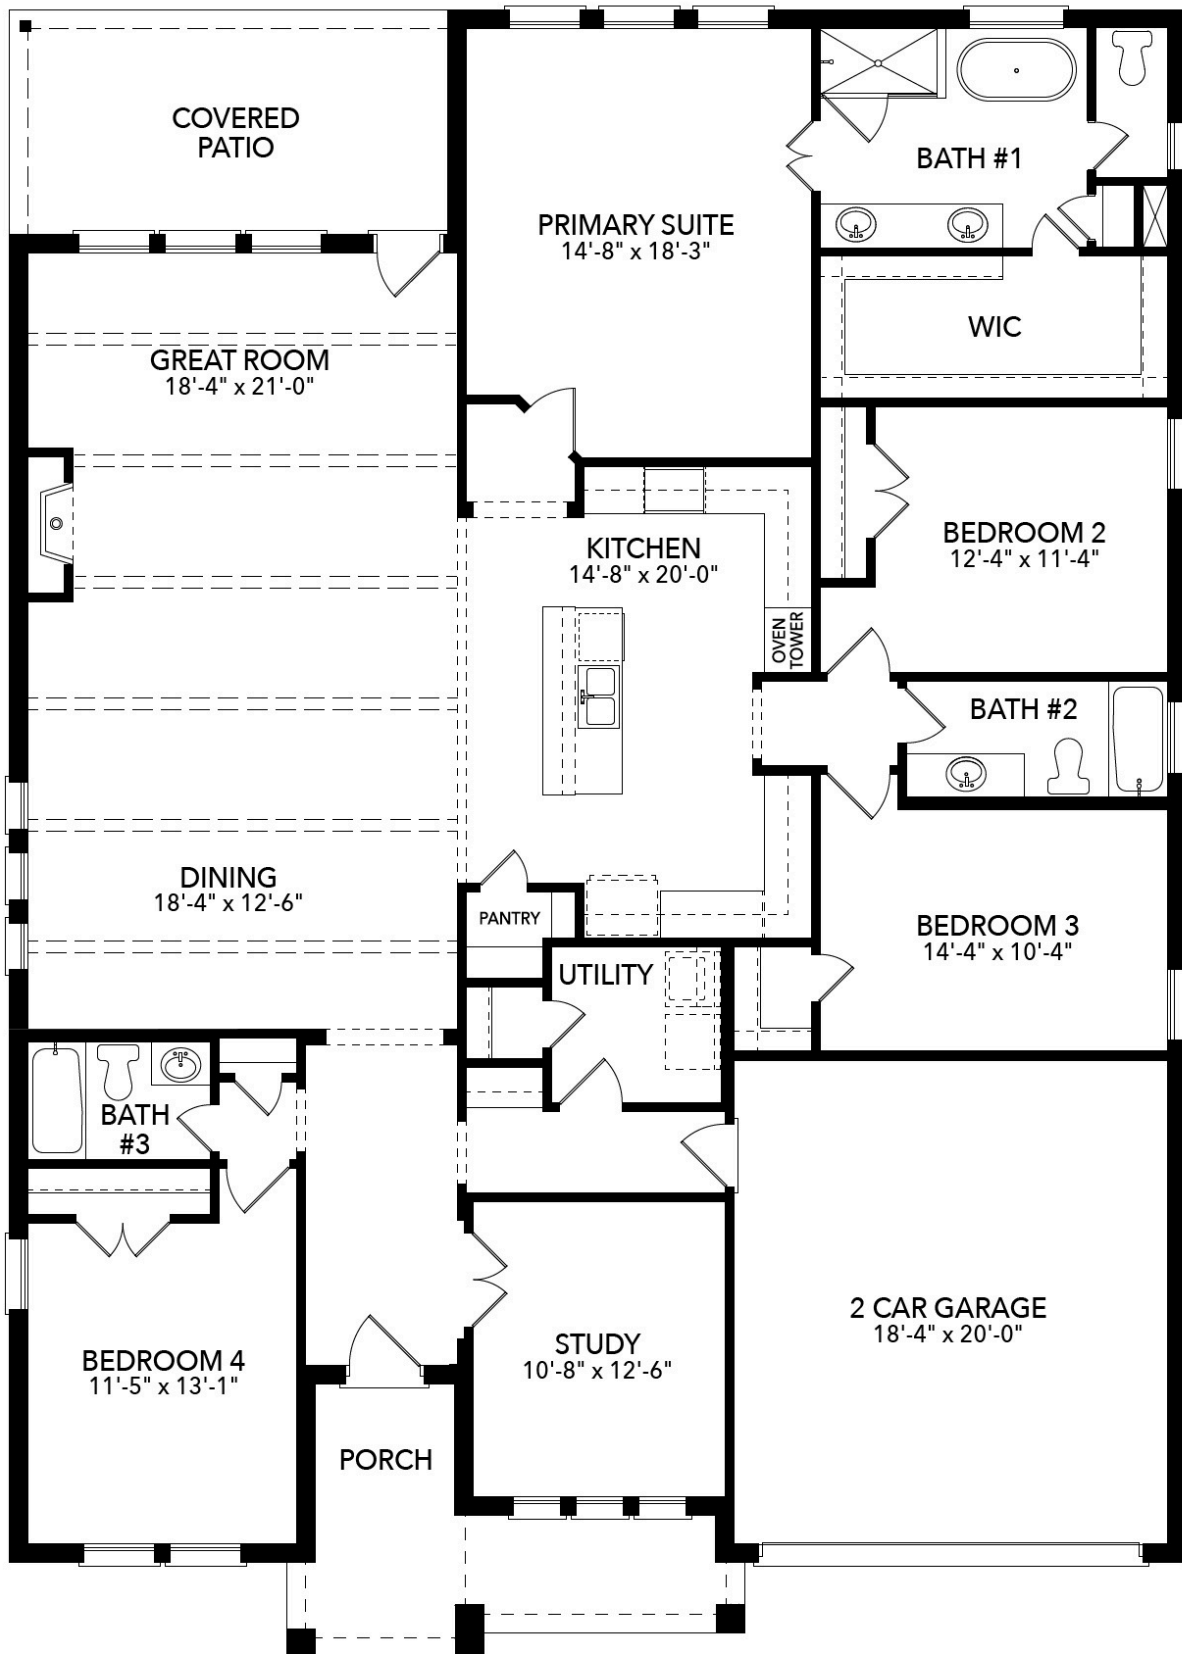 COVERED
PATIO
BATH #1
PRIMARY SUITE
14'-8" x 18'-3"
WIC
GREAT ROOM
18'-4" x 21'-0"
BEDROOM 2
12'-4" x 11'-4"
KITCHEN
14'-8" x 20'-0"
OVEN
TOWER
BATH #2
DINING
18'-4" x 12'-6"
PANTRY
BEDROOM 3
14'-4" x 10'-4"
UTILITY
BATH
#3
2 CAR GARAGE
18'-4" x 20'-0"
STUDY
10'-8" x 12'-6"
BEDROOM 4
11'-5" x 13'-1"
PORCH